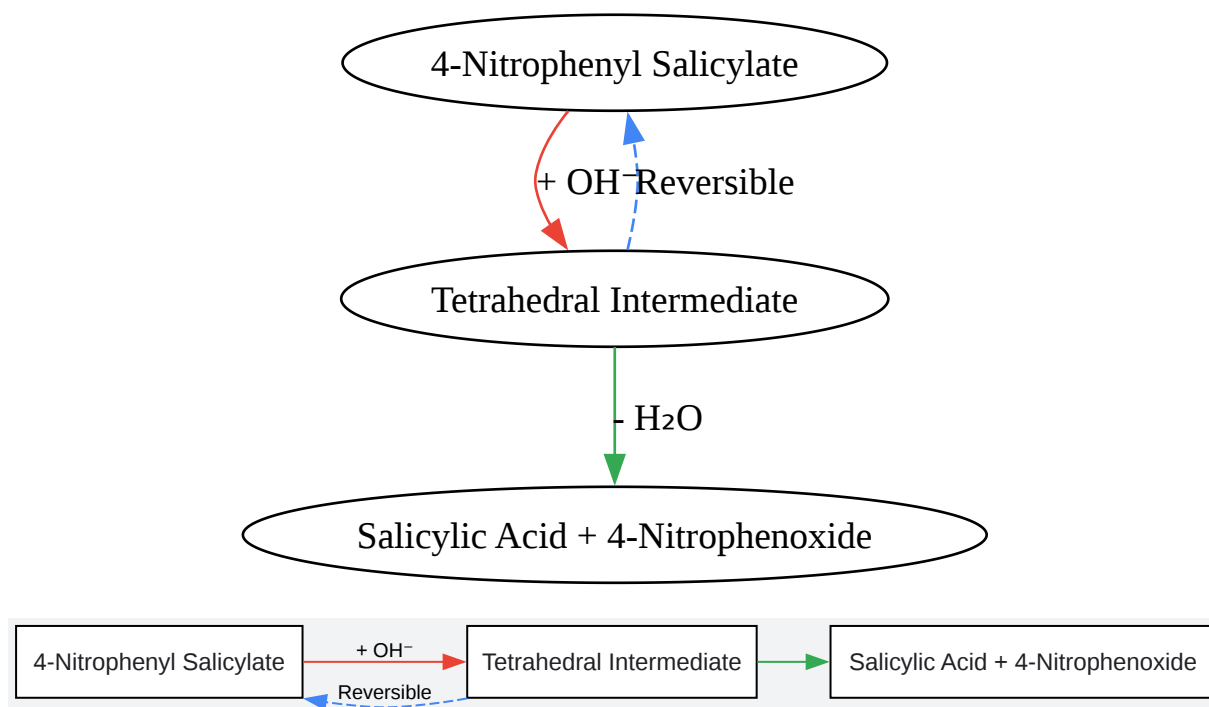 4-Nitrophenyl Salicylate
+ OH⁻
Reversible
Tetrahedral Intermediate
- H₂O
Salicylic Acid + 4-Nitrophenoxide
4-Nitrophenyl Salicylate
+ OH⁻
Reversible
Tetrahedral Intermediate
Salicylic Acid + 4-Nitrophenoxide